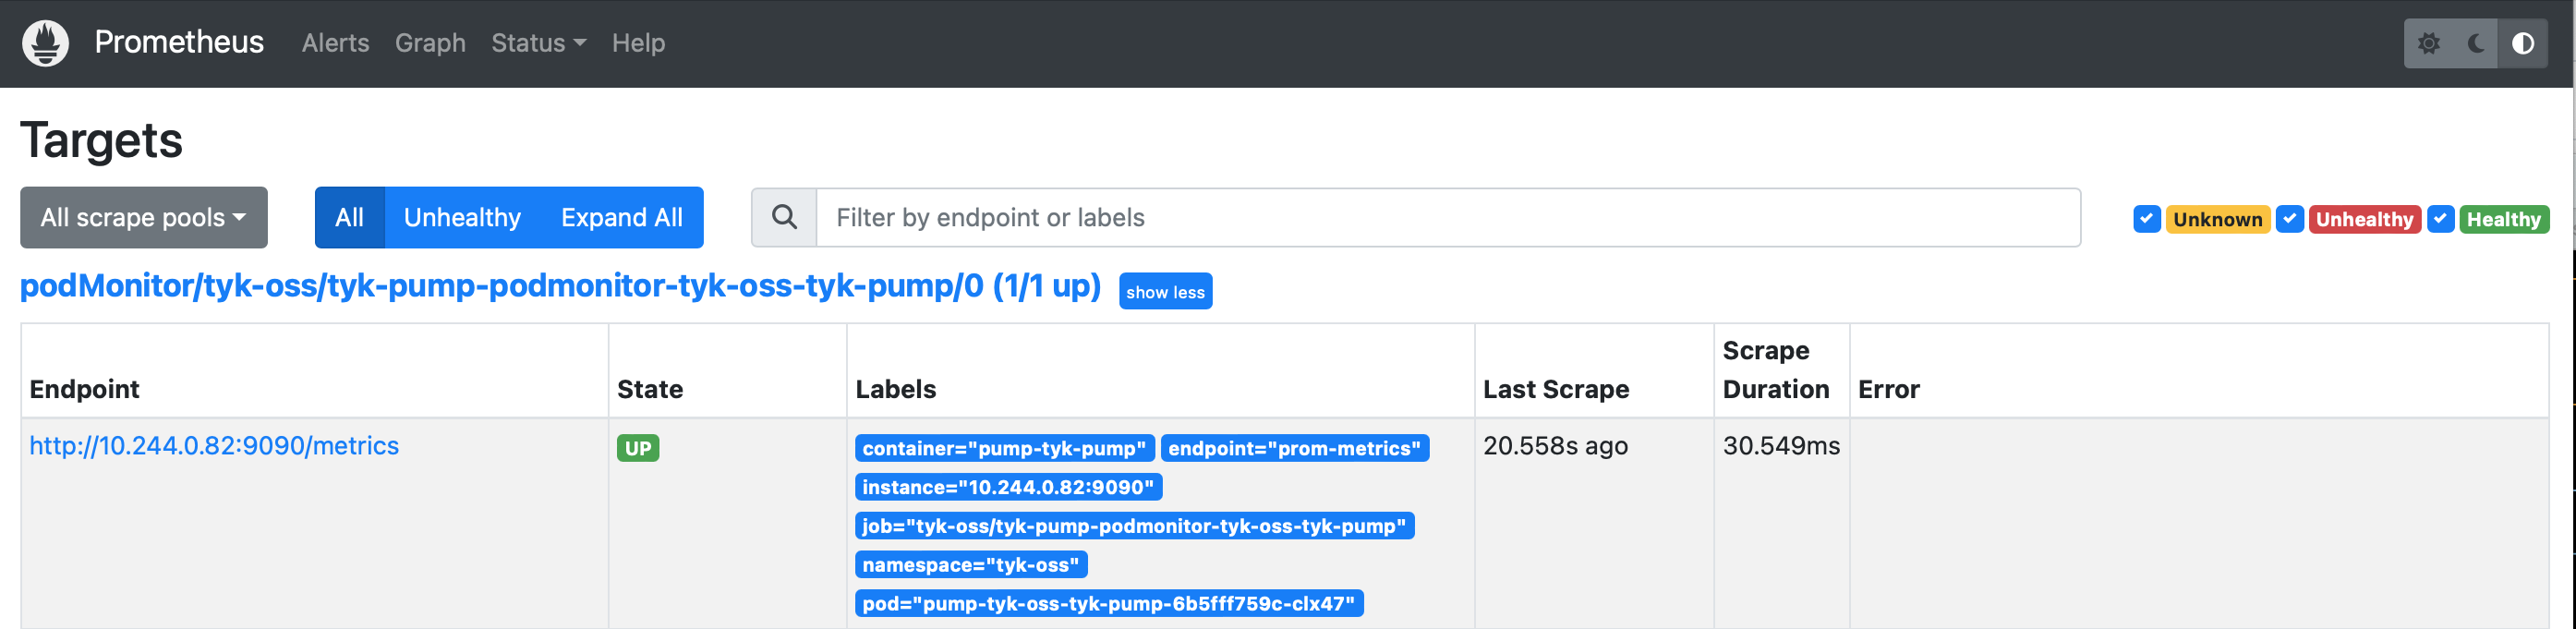 Prometheus Alerts Graph Status Help
Targets
All scrape pools All Unhealthy Expand All Filter by endpoint or labels Unknown Unhealthy Healthy
podMonitor/tyk-oss/tyk-pump-podmonitor-tyk-oss-tyk-pump/0 (1/1 up) show less
Endpoint State Labels Last Scrape Scrape Duration Error
http://10.244.0.82:9090/metrics UP container="pump-tyk-pump" endpoint="prom-metrics" 20.558s ago 30.549ms
instance="10.244.0.82:9090"
job="tyk-oss/tyk-pump-podmonitor-tyk-oss-tyk-pump"
namespace="tyk-oss"
pod="pump-tyk-oss-tyk-pump-6b5fff759c-clx47"